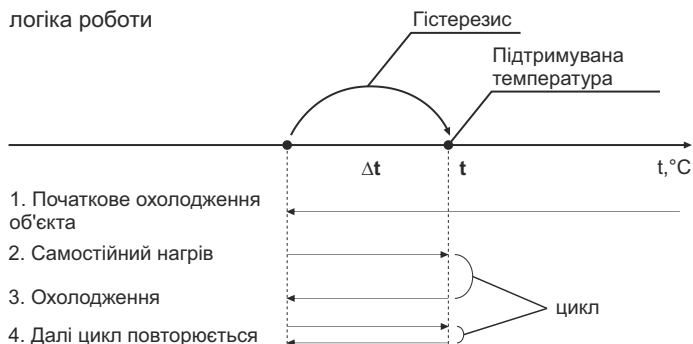 логіка роботи
Гістерезис
Підтримувана
температура
∆t
t
t,°C
1. Початкове охолодження
об'єкта
2. Самостійний нагрів
3. Охолодження
цикл
4. Далі цикл повторюється